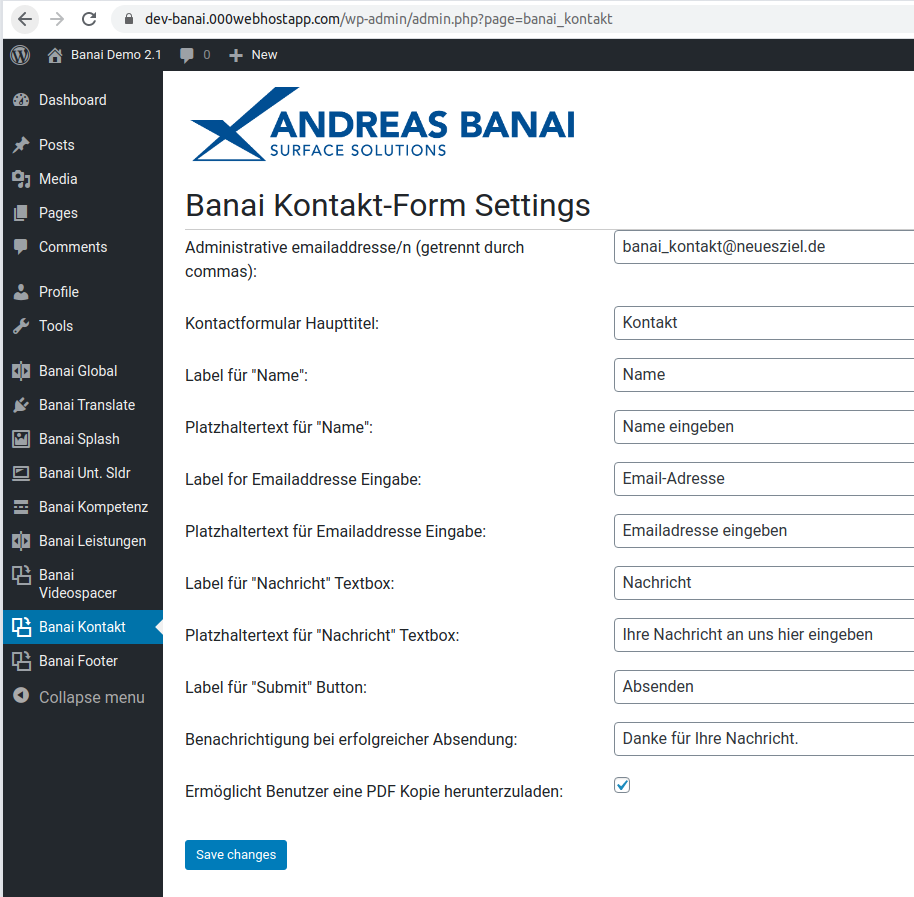 dev-banai.000webhostapp.com/wp-admin/admin.php?page=banai_kontakt
Banai Demo 2.1 0 New
Dashboard
Posts
Media
Pages
Comments
Profile
Tools
Banai Global
Banai Translate
Banai Splash
Banai Unt. Sldr
Banai Kompetenz
Banai Leistungen
Banai
Videospacer
Banai Kontakt
Banai Footer
Collapse menu
ANDREAS BANAI
SURFACE SOLUTIONS
Banai Kontakt-Form Settings
Administrative emailaddresse/n (getrennt durch
commas):
banai_kontakt@neuesziel.de
Kontactformular Haupttitel:
Kontakt
Label für "Name":
Name
Platzhaltertext für "Name":
Name eingeben
Label for Emailaddresse Eingabe:
Email-Adresse
Platzhaltertext für Emailaddresse Eingabe:
Emailadresse eingeben
Label für "Nachricht" Textbox:
Nachricht
Platzhaltertext für "Nachricht" Textbox:
Ihre Nachricht an uns hier eingeben
Label für "Submit" Button:
Absenden
Benachrichtigung bei erfolgreicher Absendung:
Danke für Ihre Nachricht.
Ermöglicht Benutzer eine PDF Kopie herunterzuladen:
Save changes